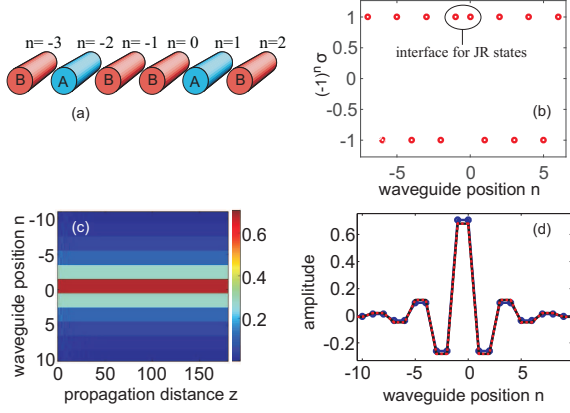 n= -3 n= -2 n= -1 n= 0 n=1 n=2
B A B B A B
(a)
1
0.5
0
-0.5
-1
(-1)ⁿ σ
interface for JR states
(b)
-5 0 5
waveguide position n
(c)
-10
-5
0
5
10
waveguide position n
0 50 100 150
propagation distance z
0.6
0.4
0.2
(d)
0.6
0.4
0.2
0
-0.2
amplitude
-10 -5 0 5
waveguide position n